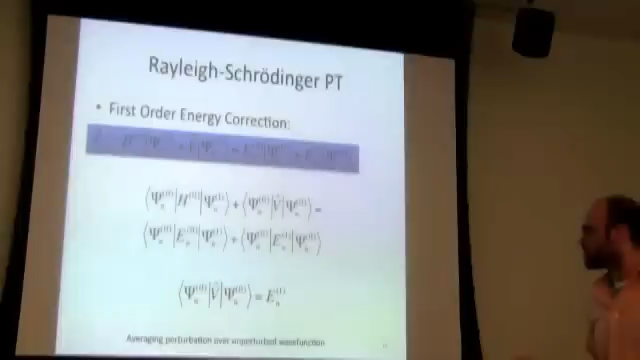 Rayleigh-Schrödinger PT
• First Order Energy Correction:
⟨Ψₙ⁽⁰⁾|H⁽⁰⁾|Ψₙ⁽¹⁾⟩ + ⟨Ψₙ⁽⁰⁾|V̂|Ψₙ⁽⁰⁾⟩ =
⟨Ψₙ⁽⁰⁾|Eₙ⁽⁰⁾|Ψₙ⁽¹⁾⟩ + ⟨Ψₙ⁽⁰⁾|Eₙ⁽¹⁾|Ψₙ⁽⁰⁾⟩
⟨Ψₙ⁽⁰⁾|V̂|Ψₙ⁽⁰⁾⟩ = Eₙ⁽¹⁾
Averaging perturbation over unperturbed wavefunction